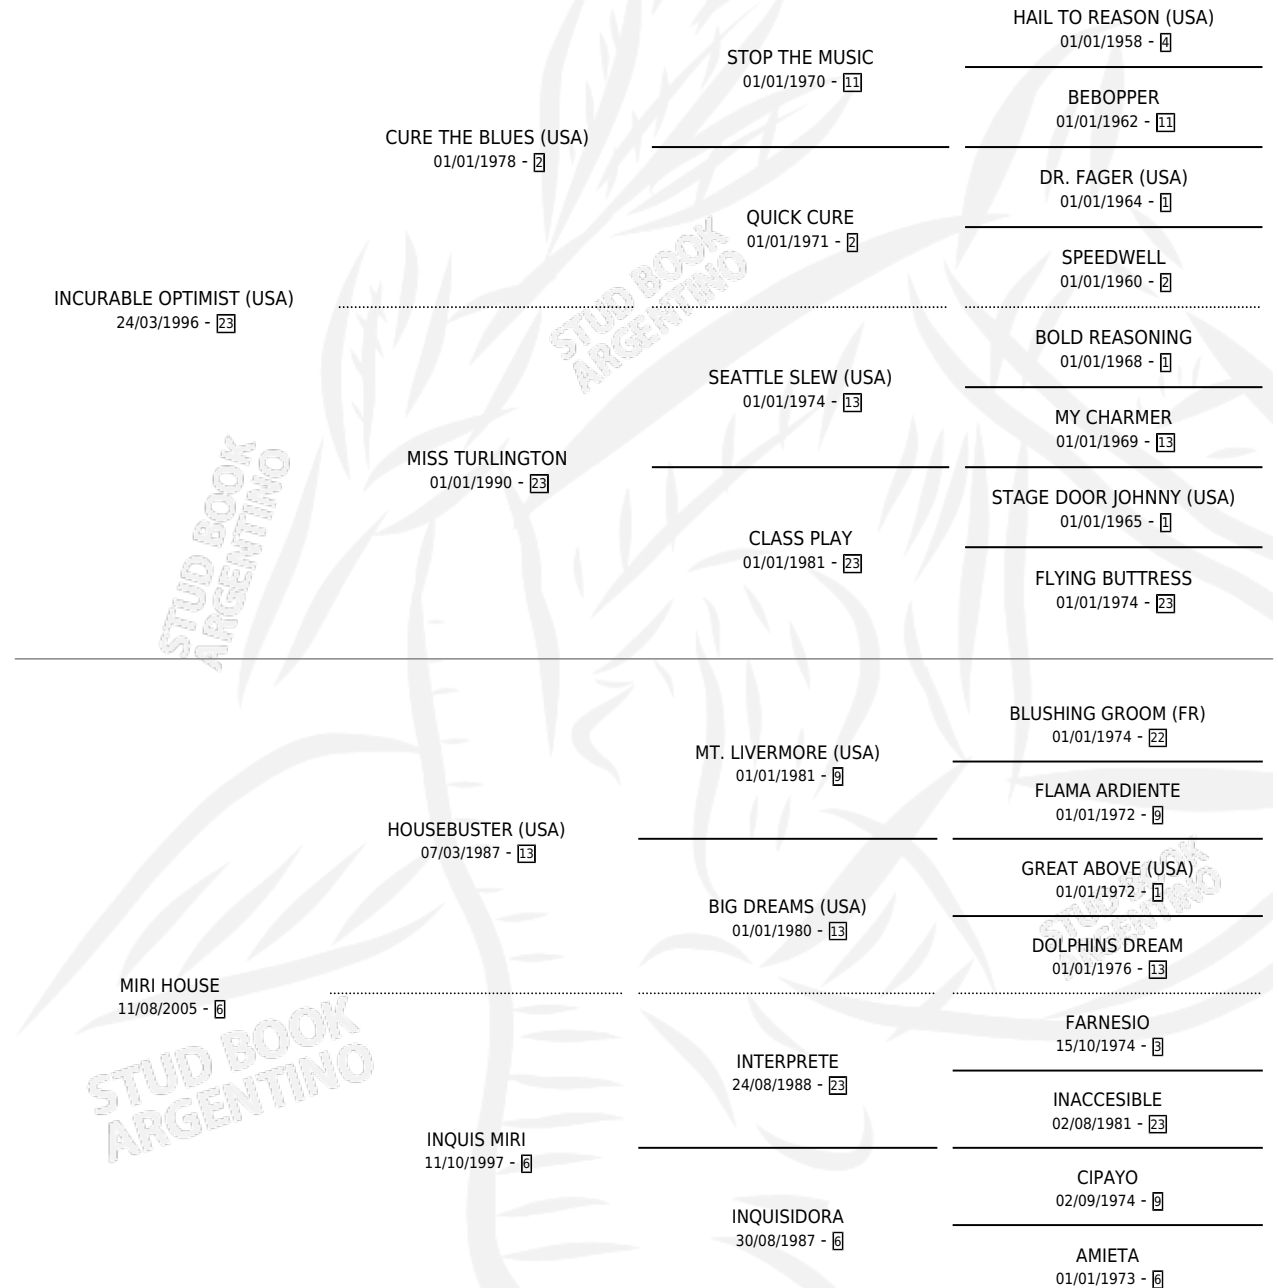 HAIL TO REASON (USA)
01/01/1958 - 4
STOP THE MUSIC
01/01/1970 - 11
BEBOPPER
01/01/1962 - 11
CURE THE BLUES (USA)
01/01/1978 - 2
DR. FAGER (USA)
01/01/1964 - 1
QUICK CURE
01/01/1971 - 2
SPEEDWELL
01/01/1960 - 2
INCURABLE OPTIMIST (USA)
24/03/1996 - 23
BOLD REASONING
01/01/1968 - 1
SEATTLE SLEW (USA)
01/01/1974 - 13
MY CHARMER
01/01/1969 - 13
MISS TURLINGTON
01/01/1990 - 23
STAGE DOOR JOHNNY (USA)
01/01/1965 - 1
CLASS PLAY
01/01/1981 - 23
FLYING BUTTRESS
01/01/1974 - 23
BLUSHING GROOM (FR)
01/01/1974 - 22
MT. LIVERMORE (USA)
01/01/1981 - 9
FLAMA ARDIENTE
01/01/1972 - 9
HOUSEBUSTER (USA)
07/03/1987 - 13
GREAT ABOVE (USA)
01/01/1972 - 1
BIG DREAMS (USA)
01/01/1980 - 13
DOLPHINS DREAM
01/01/1976 - 13
MIRI HOUSE
11/08/2005 - 6
FARNESIO
15/10/1974 - 3
INTERPRETE
24/08/1988 - 23
INACCESIBLE
02/08/1981 - 23
INQUIS MIRI
11/10/1997 - 6
CIPAYO
02/09/1974 - 9
INQUISIDORA
30/08/1987 - 6
AMIETA
01/01/1973 - 6
STUD BOOK
ARGENTINO
STUD BOOK
ARGENTINO
STUD BOOK
ARGENTINO
STUD BOOK
ARGENTINO